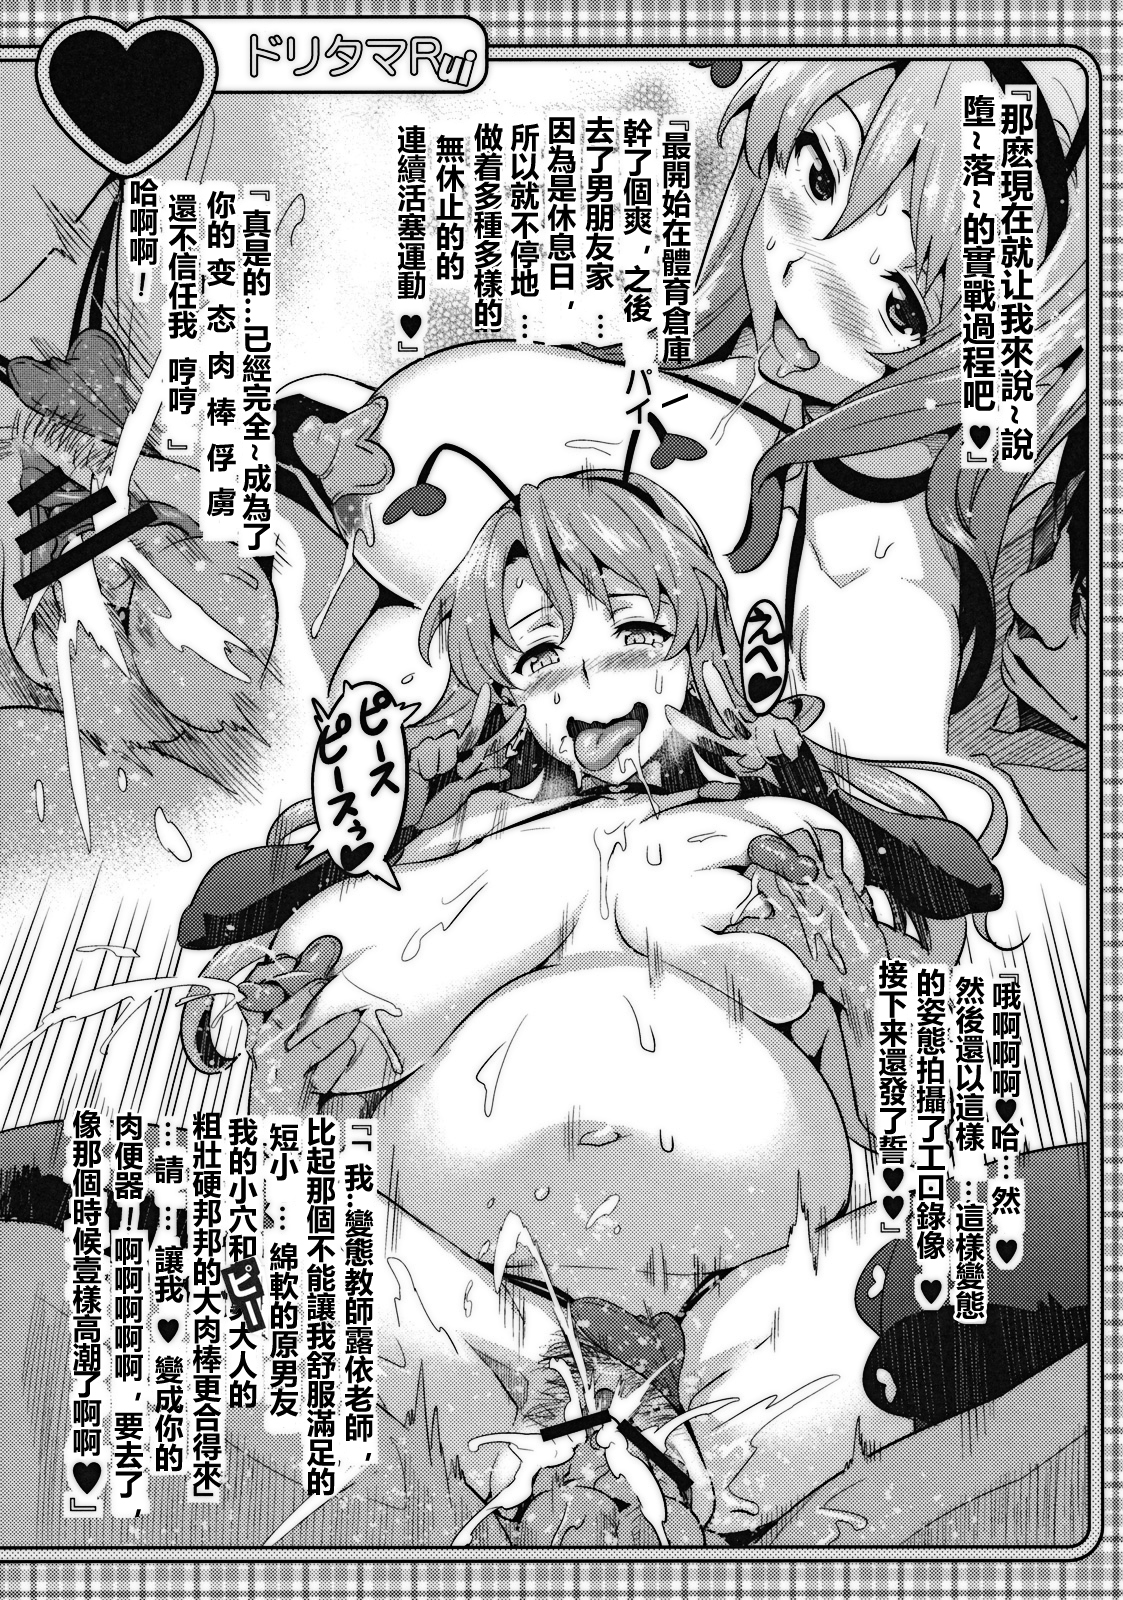 ドリタマRui
『那麽現在就让我來說~說
墮~落~的實戰過程吧♥』
『最開始在體育倉庫
幹了個爽，之後
去了男朋友家…
因為是休息日，
所以就不停地…
做着多種多樣的
無休止的
連續活塞運動
♥』
パイ
『真是的…已經完全~成為了
你的变态肉棒俘虜
還不信任我 哼哼』
哈啊啊！
えへ♥
ピース
ピースぅ♥
『哦啊啊啊♥哈…然♥
然後還以這樣…這樣變態
的姿態拍攝了工口錄像♥
接下来還發了誓♥♥』
『「我…變態教師露依老師，
比起那個不能讓我舒服滿足的
短小…綿軟的原男友
我的小穴和ピー大人的
粗壯硬邦邦的大肉棒更合得來」
…請…讓我♥變成你的
肉便器！！啊啊啊啊啊，要去了，
像那個時候壹樣高潮了啊啊♥』